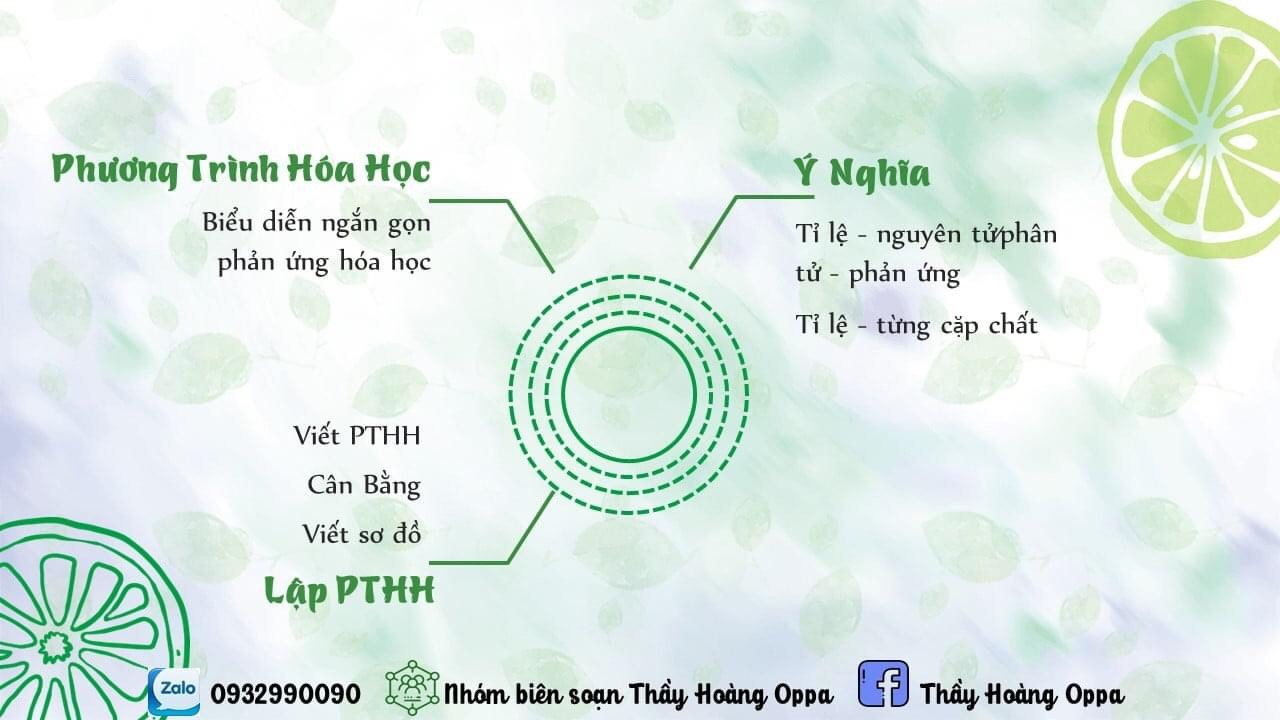 Phương Trình Hóa Học
Biểu diễn ngắn gọn
phản ứng hóa học
Ý Nghĩa
Tỉ lệ - nguyên tử/phân
tử - phản ứng
Tỉ lệ - từng cặp chất
Viết PTHH
Cân Bằng
Viết sơ đồ
Lập PTHH
Zalo 0932990090 Nhóm biên soạn Thầy Hoàng Oppa Thầy Hoàng Oppa